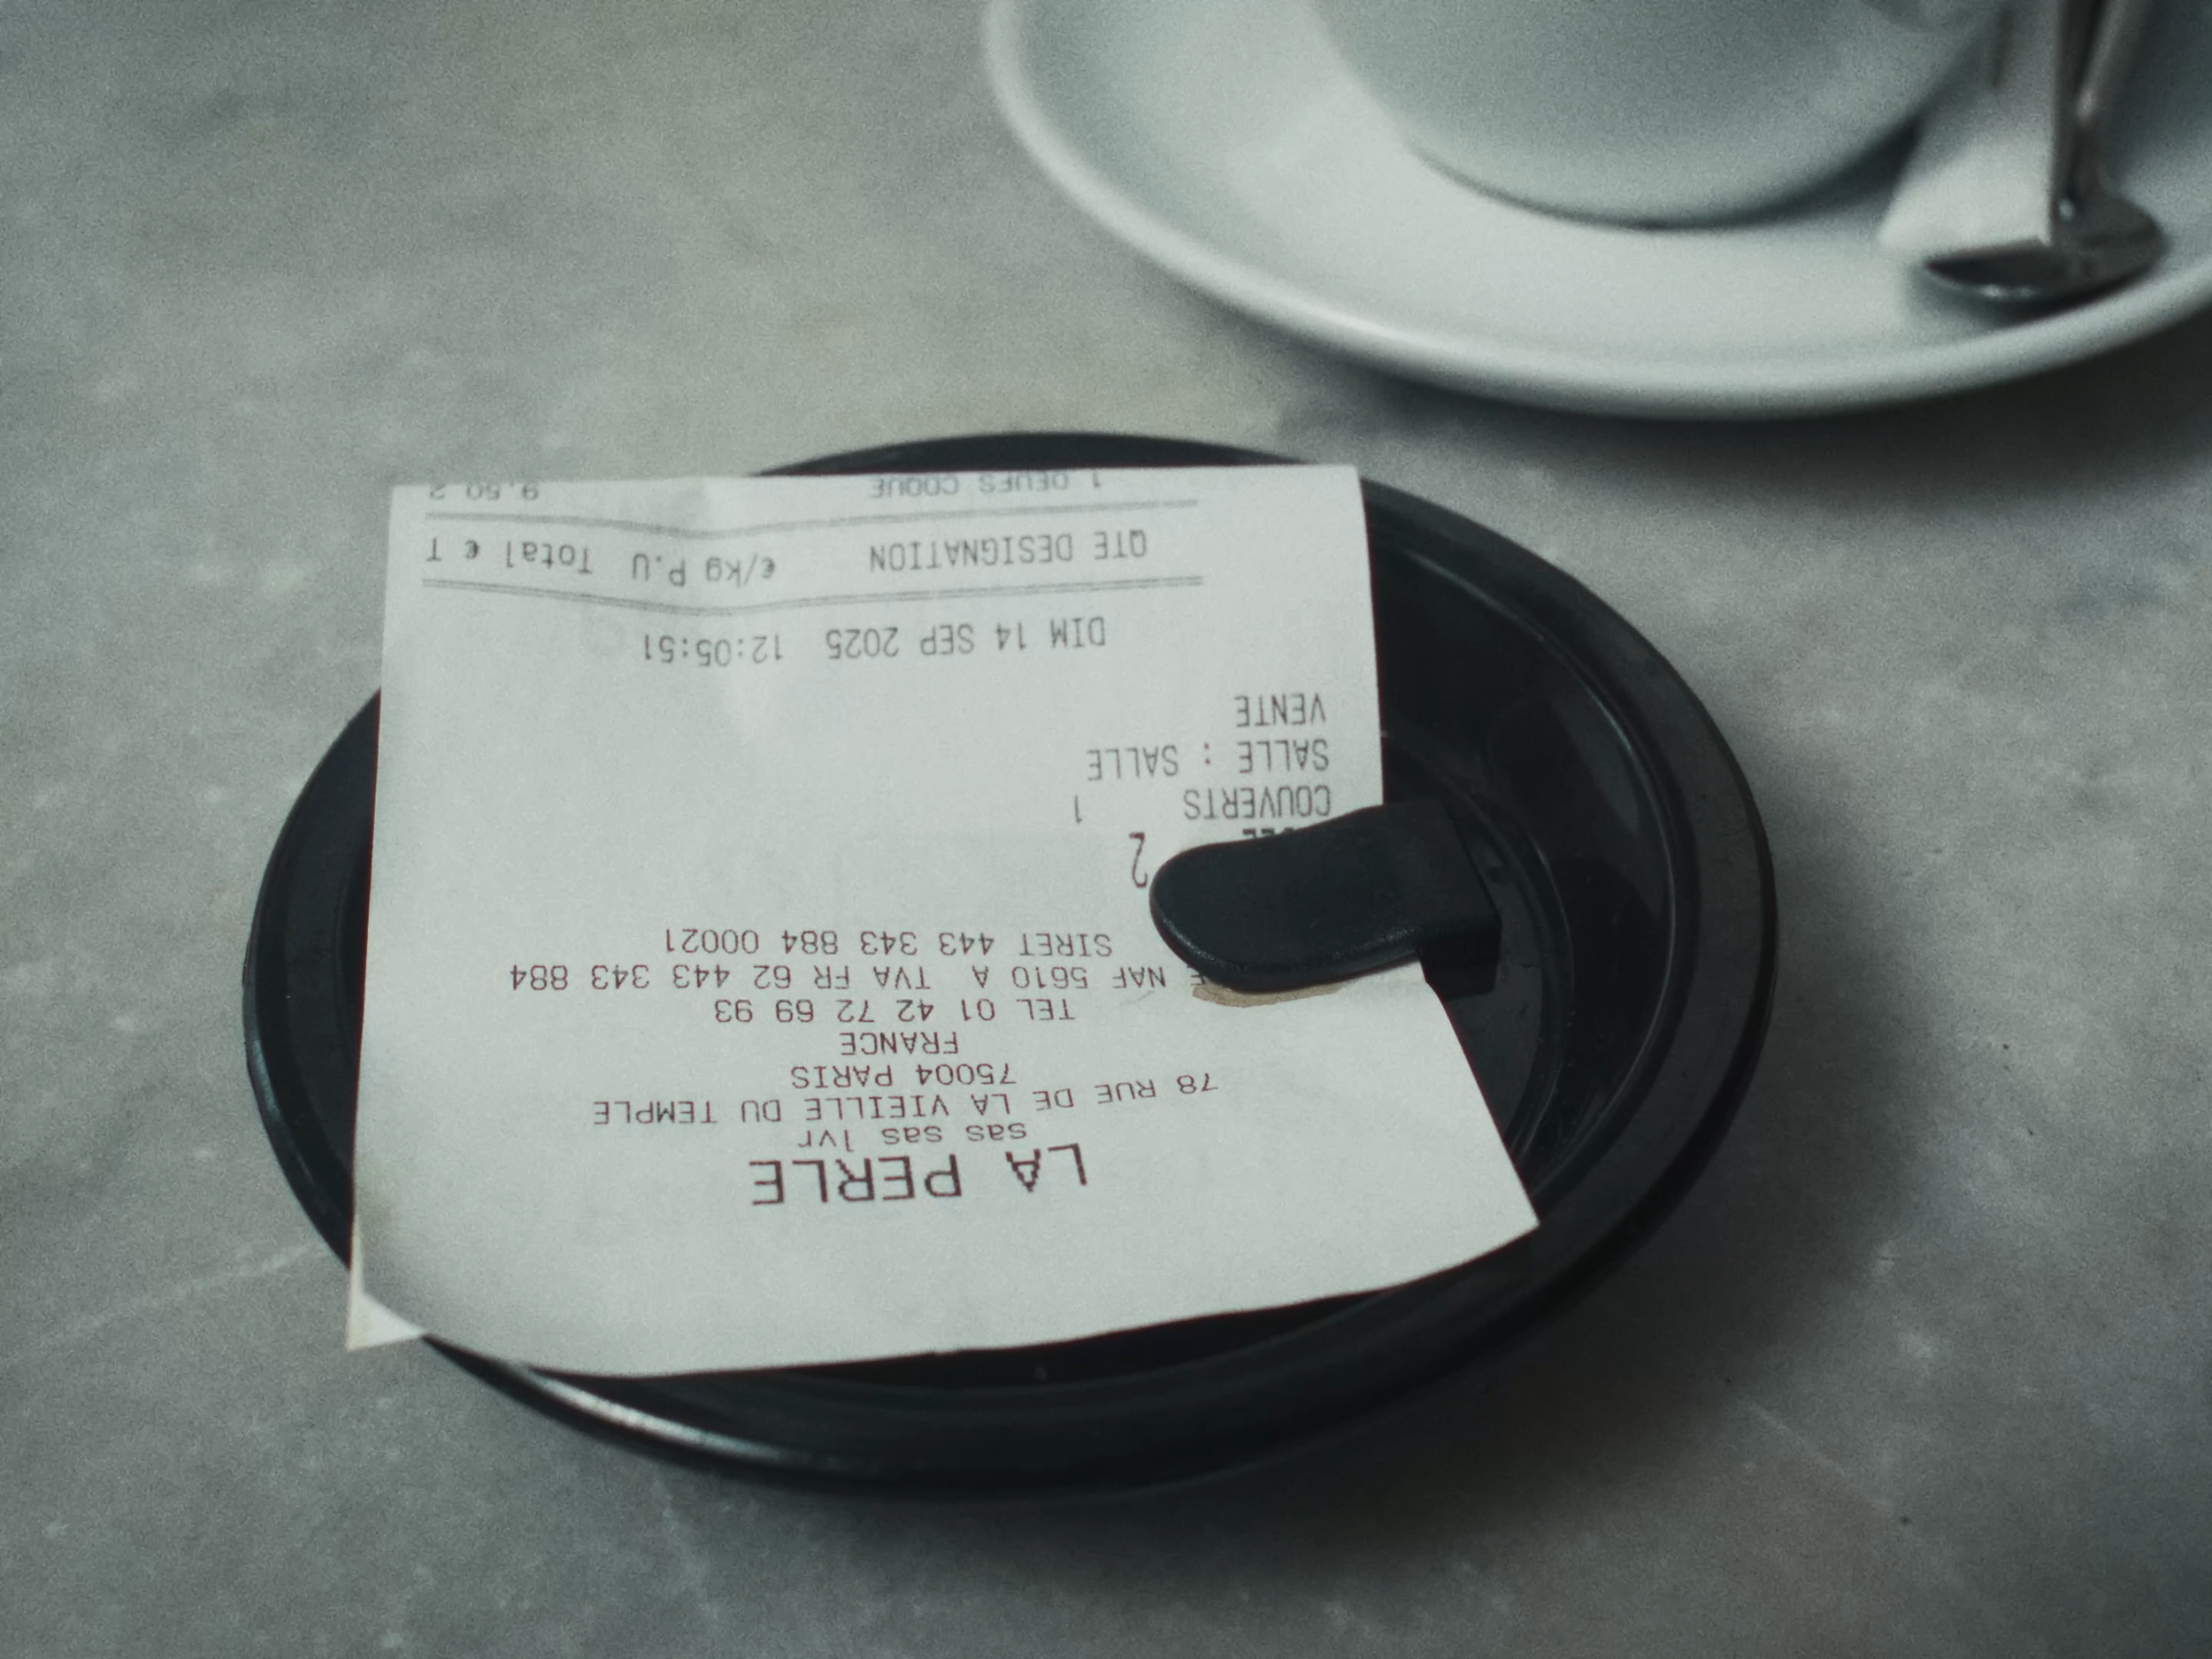 LA PERLE
sas sas lvr
78 RUE DE LA VIEILLE DU TEMPLE
75004 PARIS
FRANCE
TEL 01 42 72 69 93
NAF 5610 A TVA FR 62 443 343 884
SIRET 443 343 884 00021
2
COUVERTS 1
SALLE : SALLE
VENTE
DIM 14 SEP 2025 12:05:51
QTE DESIGNATION €/kg P.U Total € T
1 OEUFS COQUE 9.50 2